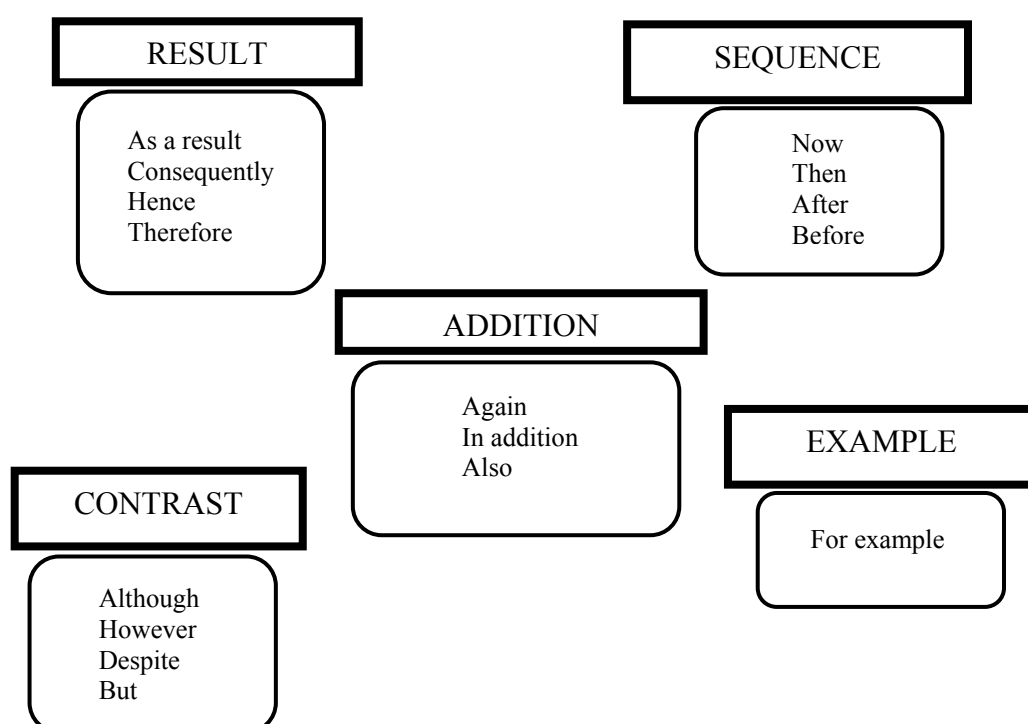 RESULT
As a result
Consequently
Hence
Therefore
SEQUENCE
Now
Then
After
Before
ADDITION
Again
In addition
Also
EXAMPLE
For example
CONTRAST
Although
However
Despite
But